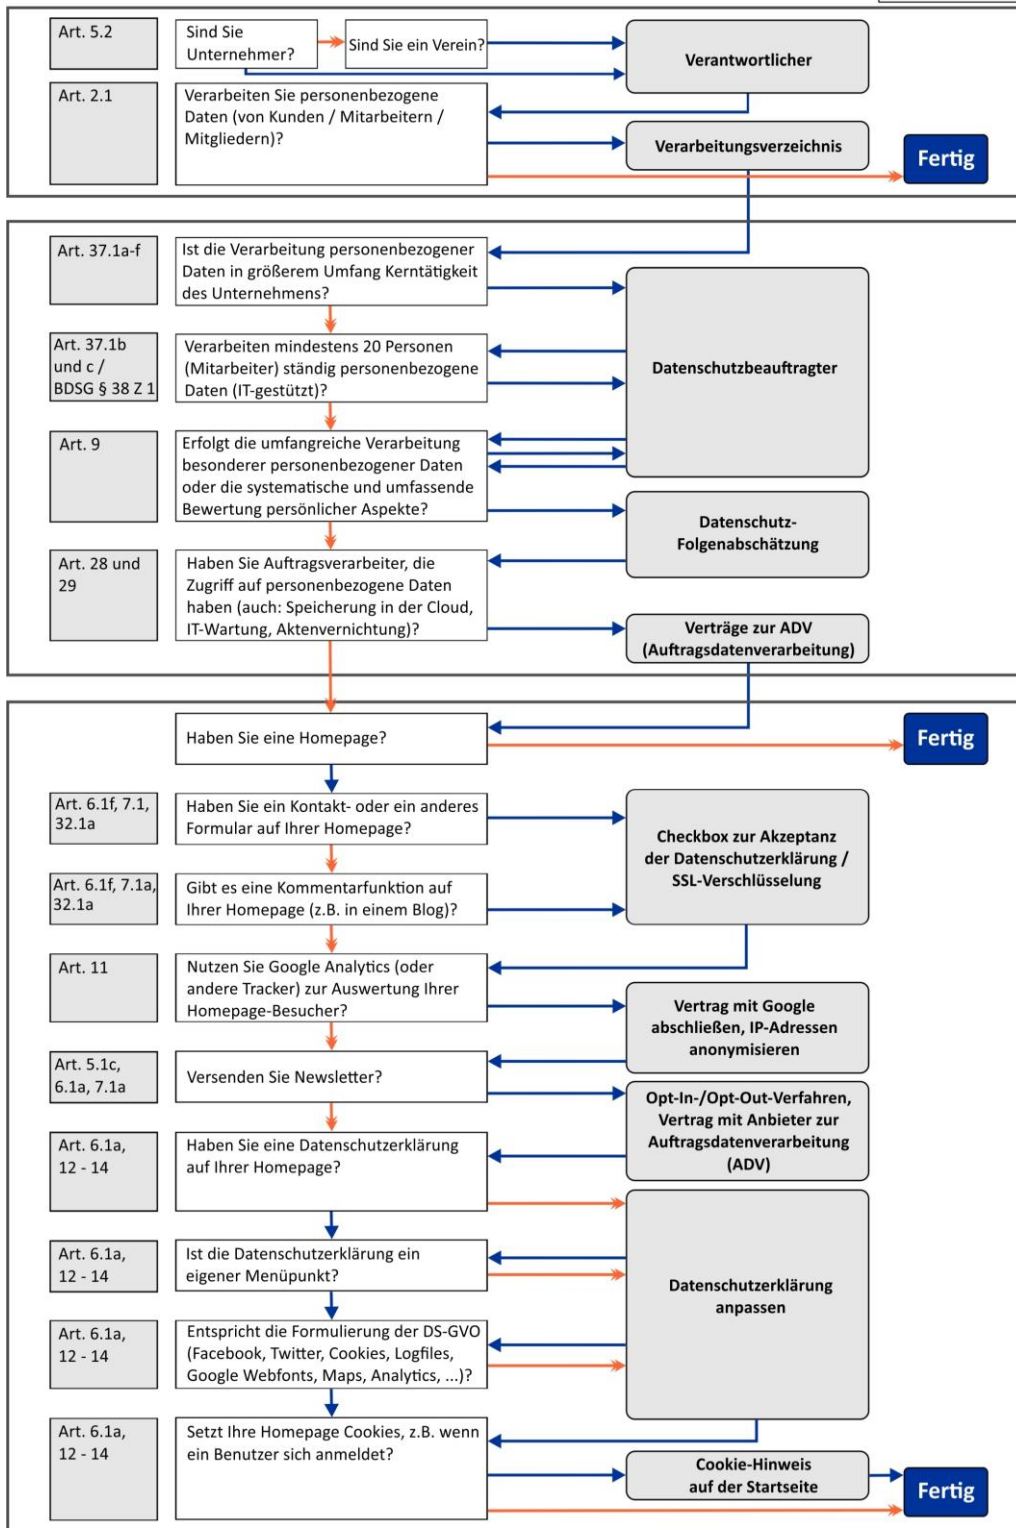 Art. 5.2
Sind Sie
Unternehmer?
Sind Sie ein Verein?
Verantwortlicher
Art. 2.1
Verarbeiten Sie personenbezogene
Daten (von Kunden / Mitarbeitern /
Mitgliedern)?
Verarbeitungsverzeichnis
Fertig
Art. 37.1a-f
Ist die Verarbeitung personenbezogener
Daten in größerem Umfang Kerntätigkeit
des Unternehmens?
Datenschutzbeauftragter
Art. 37.1b
und c /
BDSG § 38 Z 1
Verarbeiten mindestens 20 Personen
(Mitarbeiter) ständig personenbezogene
Daten (IT-gestützt)?
Art. 9
Erfolgt die umfangreiche Verarbeitung
besonderer personenbezogener Daten
oder die systematische und umfassende
Bewertung persönlicher Aspekte?
Datenschutz-
Folgenabschätzung
Art. 28 und
29
Haben Sie Auftragsverarbeiter, die
Zugriff auf personenbezogene Daten
haben (auch: Speicherung in der Cloud,
IT-Wartung, Aktenvernichtung)?
Verträge zur ADV
(Auftragsdatenverarbeitung)
Haben Sie eine Homepage?
Fertig
Art. 6.1f, 7.1,
32.1a
Haben Sie ein Kontakt- oder ein anderes
Formular auf Ihrer Homepage?
Checkbox zur Akzeptanz
der Datenschutzerklärung /
SSL-Verschlüsselung
Art. 6.1f, 7.1a,
32.1a
Gibt es eine Kommentarfunktion auf
Ihrer Homepage (z.B. in einem Blog)?
Art. 11
Nutzen Sie Google Analytics (oder
andere Tracker) zur Auswertung Ihrer
Homepage-Besucher?
Vertrag mit Google
abschließen, IP-Adressen
anonymisieren
Art. 5.1c,
6.1a, 7.1a
Versenden Sie Newsletter?
Opt-In-/Opt-Out-Verfahren,
Vertrag mit Anbieter zur
Auftragsdatenverarbeitung
(ADV)
Art. 6.1a,
12 - 14
Haben Sie eine Datenschutzerklärung
auf Ihrer Homepage?
Datenschutzerklärung
anpassen
Art. 6.1a,
12 - 14
Ist die Datenschutzerklärung ein
eigener Menüpunkt?
Art. 6.1a,
12 - 14
Entspricht die Formulierung der DS-GVO
(Facebook, Twitter, Cookies, Logfiles,
Google Webfonts, Maps, Analytics, ...)?
Art. 6.1a,
12 - 14
Setzt Ihre Homepage Cookies, z.B. wenn
ein Benutzer sich anmeldet?
Cookie-Hinweis
auf der Startseite
Fertig